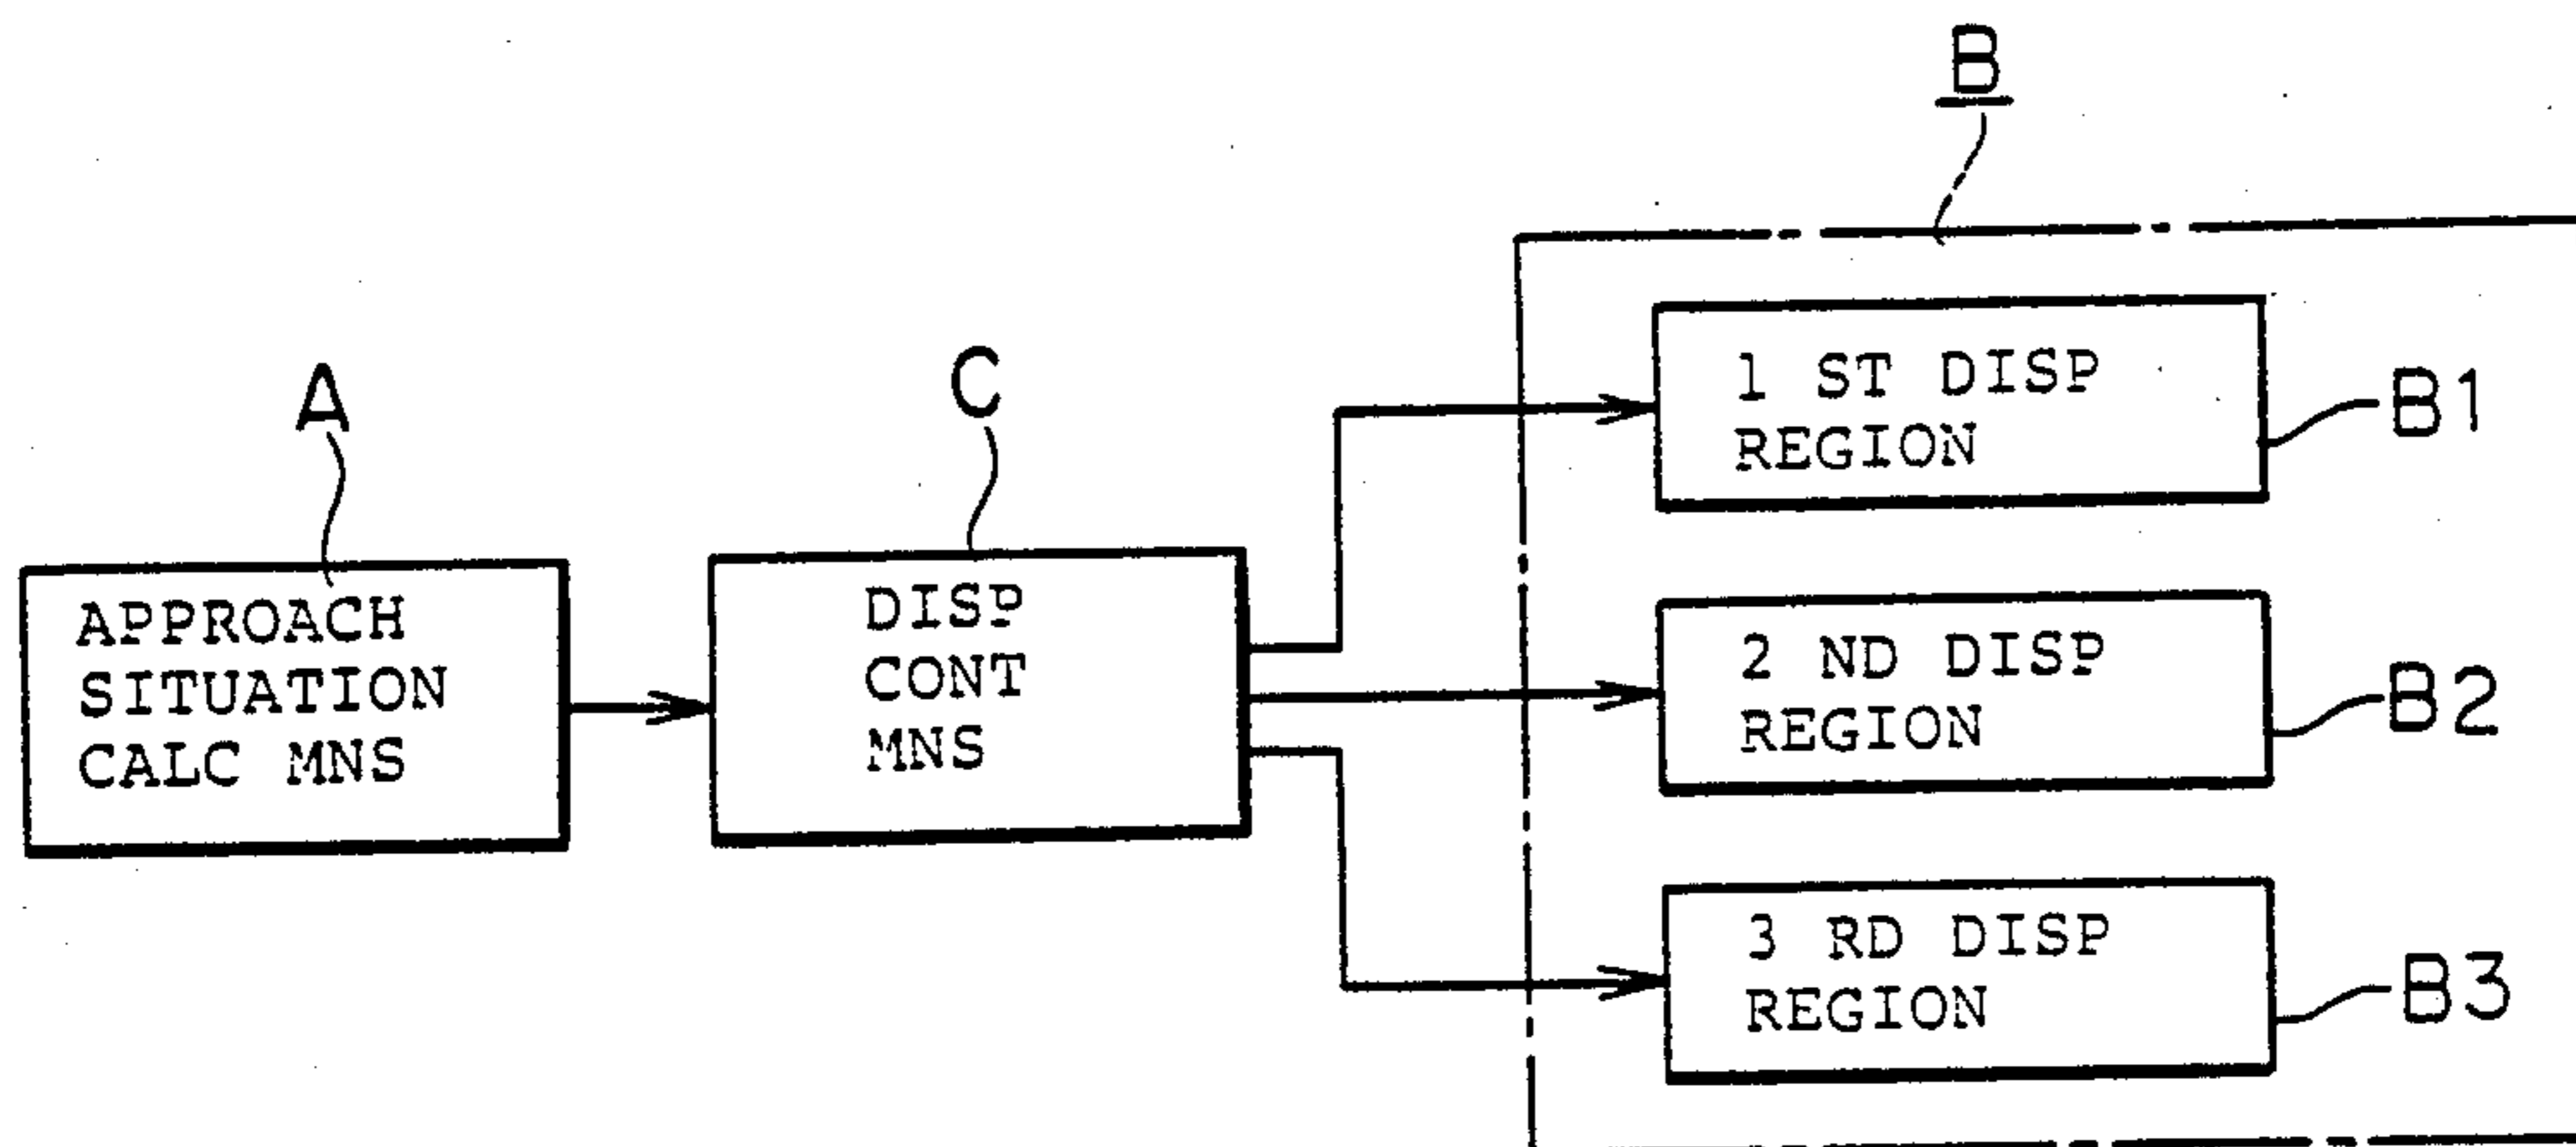 B
1 ST DISP
REGION
B1
A
C
APPROACH
SITUATION
CALC MNS
DISP
CONT
MNS
2 ND DISP
REGION
B2
3 RD DISP
REGION
B3